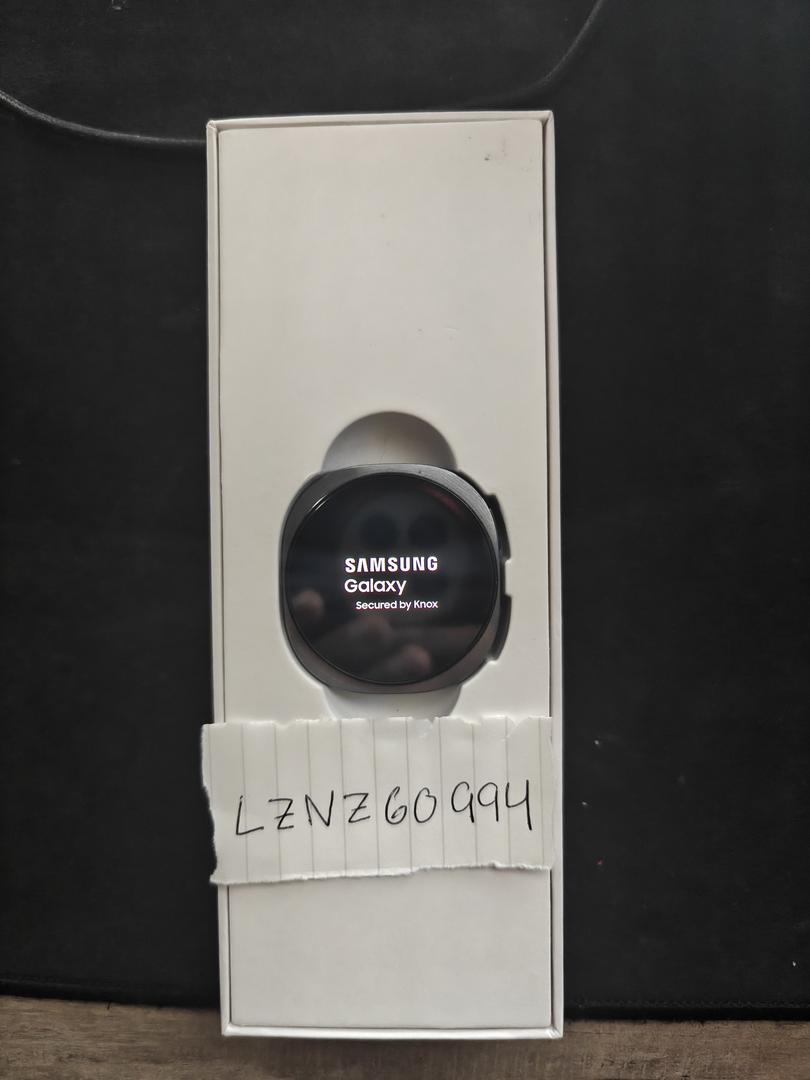 SAMSUNG
Galaxy
Secured by Knox
LZNZ60994